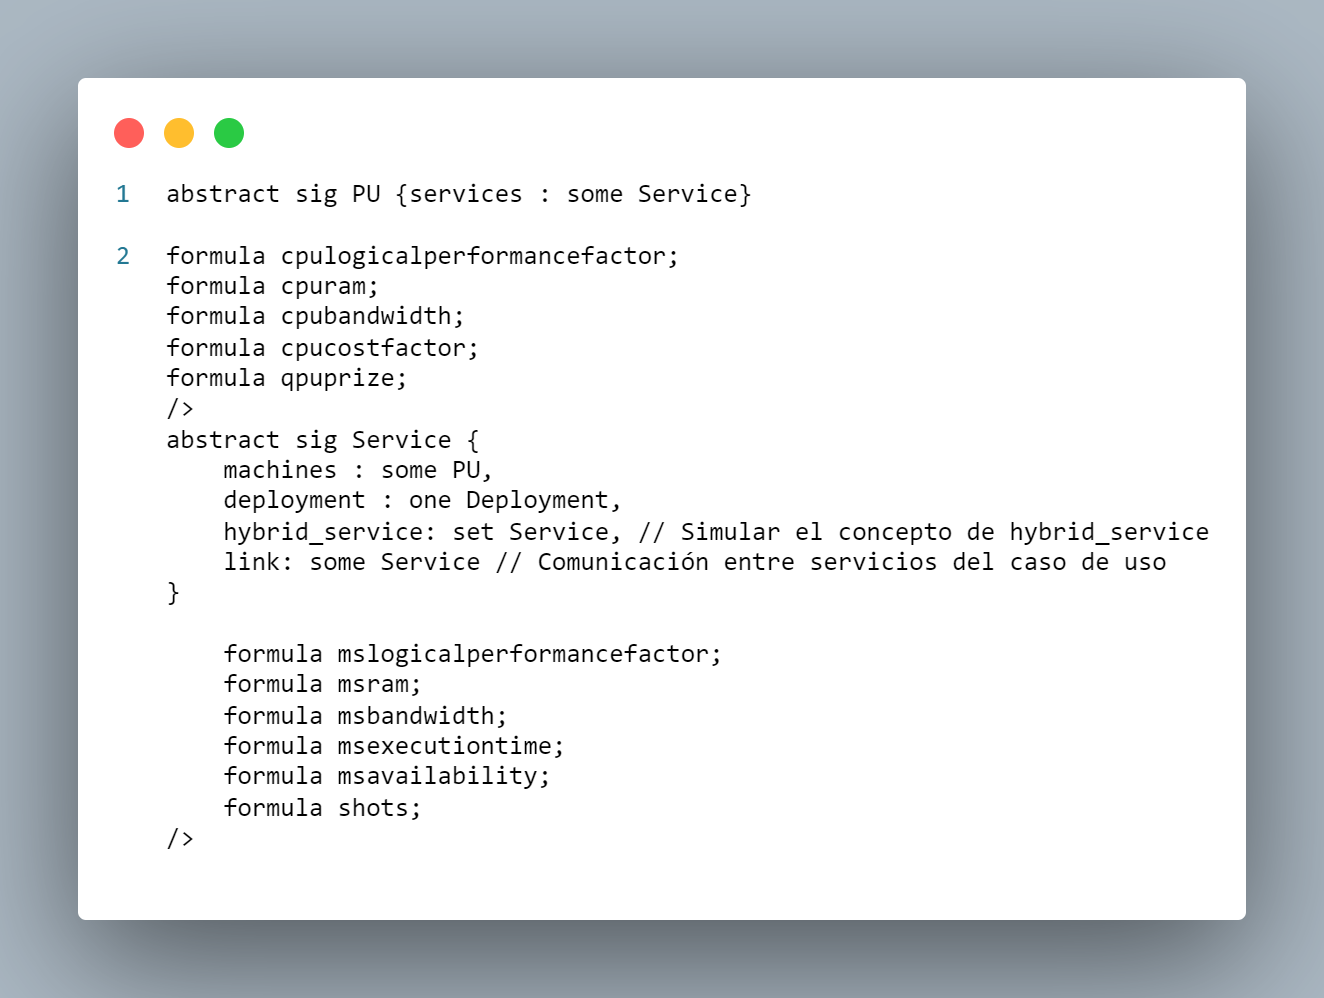 1 abstract sig PU {services : some Service}
2 formula cpulogicalperformancefactor;
formula cpuram;
formula cpubandwidth;
formula cpucostfactor;
formula qpuprize;
/>
abstract sig Service {
machines : some PU,
deployment : one Deployment,
hybrid_service: set Service, // Simular el concepto de hybrid_service
link: some Service // Comunicación entre servicios del caso de uso
}
formula mslogicalperformancefactor;
formula msram;
formula msbandwidth;
formula msexecutiontime;
formula msavailability;
formula shots;
/>